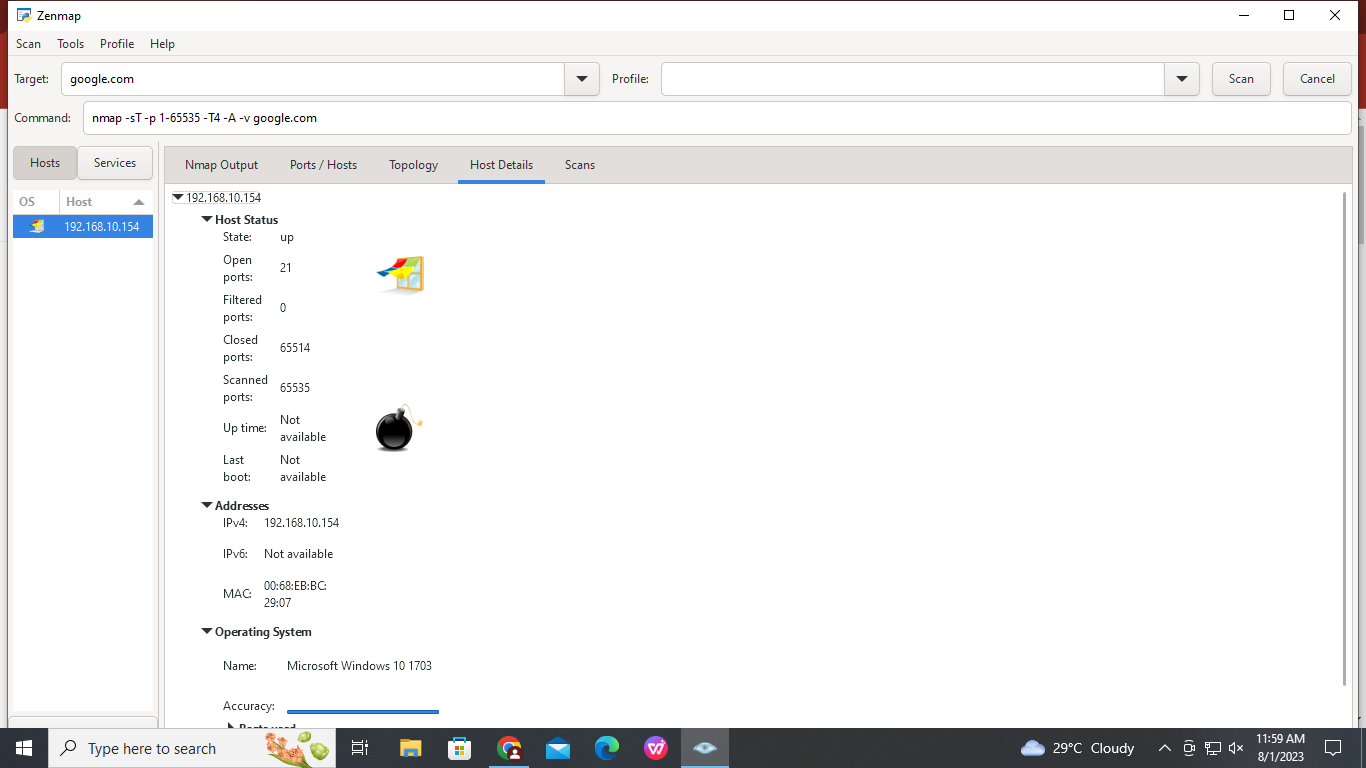 Zenmap
Scan Tools Profile Help
Target: google.com Profile: Scan Cancel
Command: nmap -sT -p 1-65535 -T4 -A -v google.com
Hosts Services
Nmap Output Ports / Hosts Topology Host Details Scans
OS Host
192.168.10.154
192.168.10.154
Host Status
State: up
Open
ports: 21
Filtered
ports: 0
Closed
ports: 65514
Scanned
ports: 65535
Up time: Not
available
Last
boot: Not
available
Addresses
IPv4: 192.168.10.154
IPv6: Not available
MAC: 00:68:EB:BC:
29:07
Operating System
Name: Microsoft Windows 10 1703
Accuracy:
Ports used
Type here to search
29°C Cloudy
11:59 AM
8/1/2023